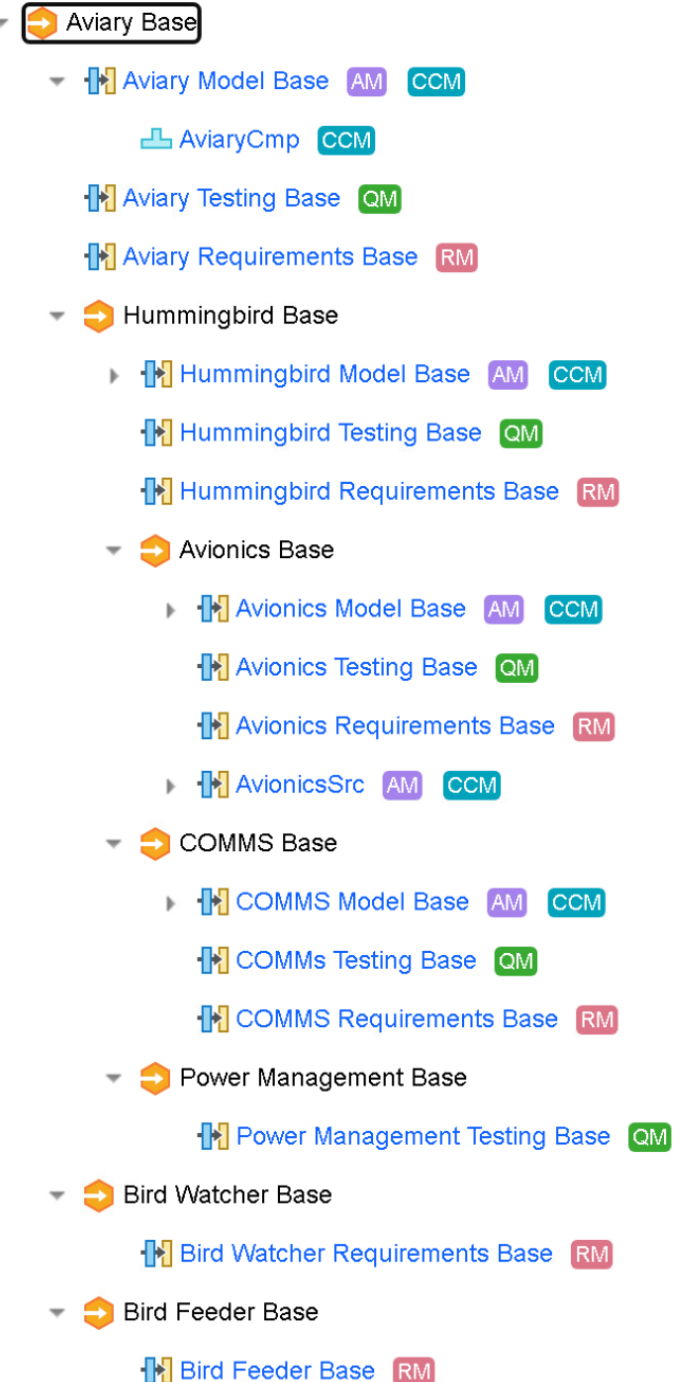 Aviary Base
Aviary Model Base AM CCM
AviaryCmp CCM
Aviary Testing Base QM
Aviary Requirements Base RM
Hummingbird Base
Hummingbird Model Base AM CCM
Hummingbird Testing Base QM
Hummingbird Requirements Base RM
Avionics Base
Avionics Model Base AM CCM
Avionics Testing Base QM
Avionics Requirements Base RM
AvionicsSrc AM CCM
COMMS Base
COMMS Model Base AM CCM
COMMs Testing Base QM
COMMS Requirements Base RM
Power Management Base
Power Management Testing Base QM
Bird Watcher Base
Bird Watcher Requirements Base RM
Bird Feeder Base
Bird Feeder Base RM